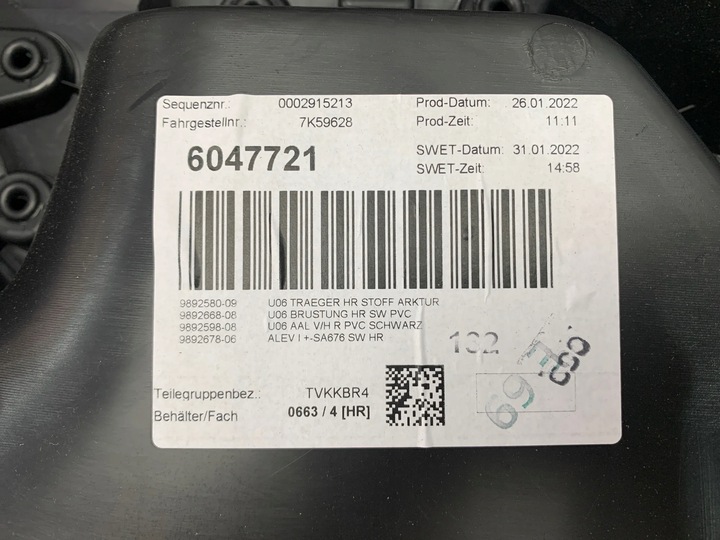 Sequenznr.: 0002915213 Prod-Datum: 26.01.2022
Fahrgestellnr.: 7K59628 Prod-Zeit: 11:11
6047721 SWET-Datum: 31.01.2022
SWET-Zeit: 14:58
9892580-09 U06 TRAEGER HR STOFF ARKTUR
9892668-08 U06 BRUSTUNG HR SW PVC
9892598-08 U06 AAL V/H R PVC SCHWARZ
9892678-06 ALEV I +-SA676 SW HR
Teilegruppenbez.: TVKKBR4
Behälter/Fach 0663 / 4 [HR]